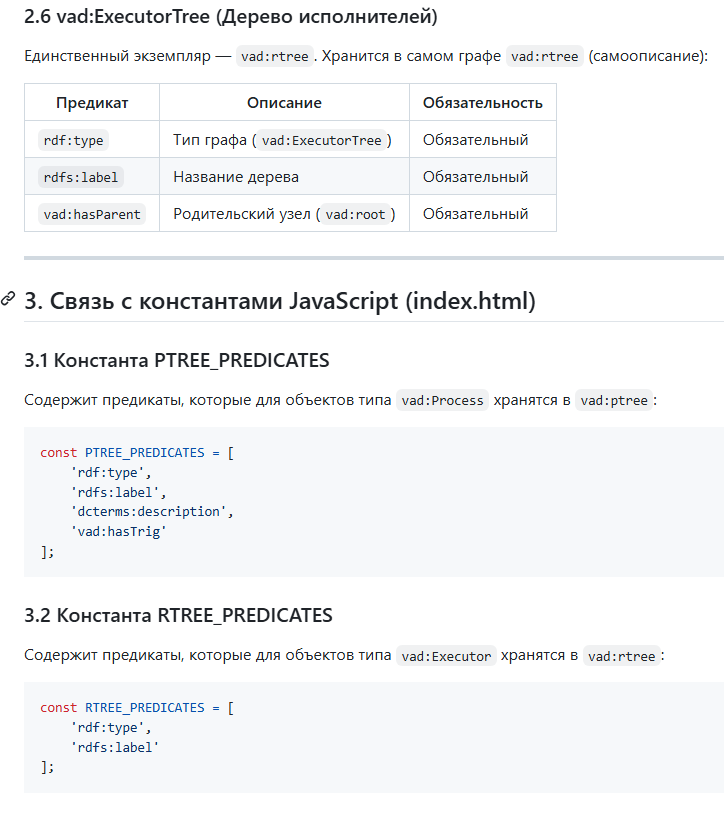 2.6 vad:ExecutorTree (Дерево исполнителей)
Единственный экземпляр — vad:rtree. Хранится в самом графе vad:rtree (самоописание):
Предикат Описание Обязательность
rdf:type Тип графа (vad:ExecutorTree) Обязательный
rdfs:label Название дерева Обязательный
vad:hasParent Родительский узел (vad:root) Обязательный
3. Связь с константами JavaScript (index.html)
3.1 Константа PTREE_PREDICATES
Содержит предикаты, которые для объектов типа vad:Process хранятся в vad:ptree:
const PTREE_PREDICATES = [
'rdf:type',
'rdfs:label',
'dcterms:description',
'vad:hasTrig'
];
3.2 Константа RTREE_PREDICATES
Содержит предикаты, которые для объектов типа vad:Executor хранятся в vad:rtree:
const RTREE_PREDICATES = [
'rdf:type',
'rdfs:label'
];